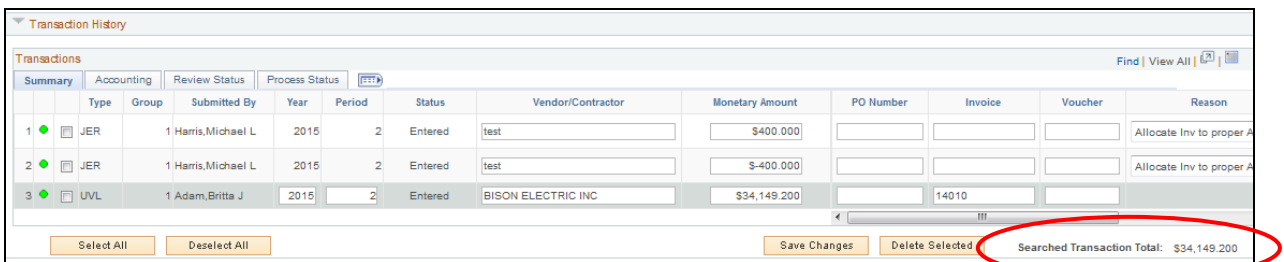 Transaction History
Transactions
Find | View All |
Summary Accounting Review Status Process Status
Type Group Submitted By Year Period Status Vendor/Contractor Monetary Amount PO Number Invoice Voucher Reason
1 JER 1 Harris,Michael L 2015 2 Entered test $400.000 Allocate Inv to proper A
2 JER 1 Harris,Michael L 2015 2 Entered test $-400.000 Allocate Inv to proper A
3 UVL 1 Adam,Britta J 2015 2 Entered BISON ELECTRIC INC $34,149.200 14010
Select All Deselect All Save Changes Delete Selected Searched Transaction Total: $34,149.200